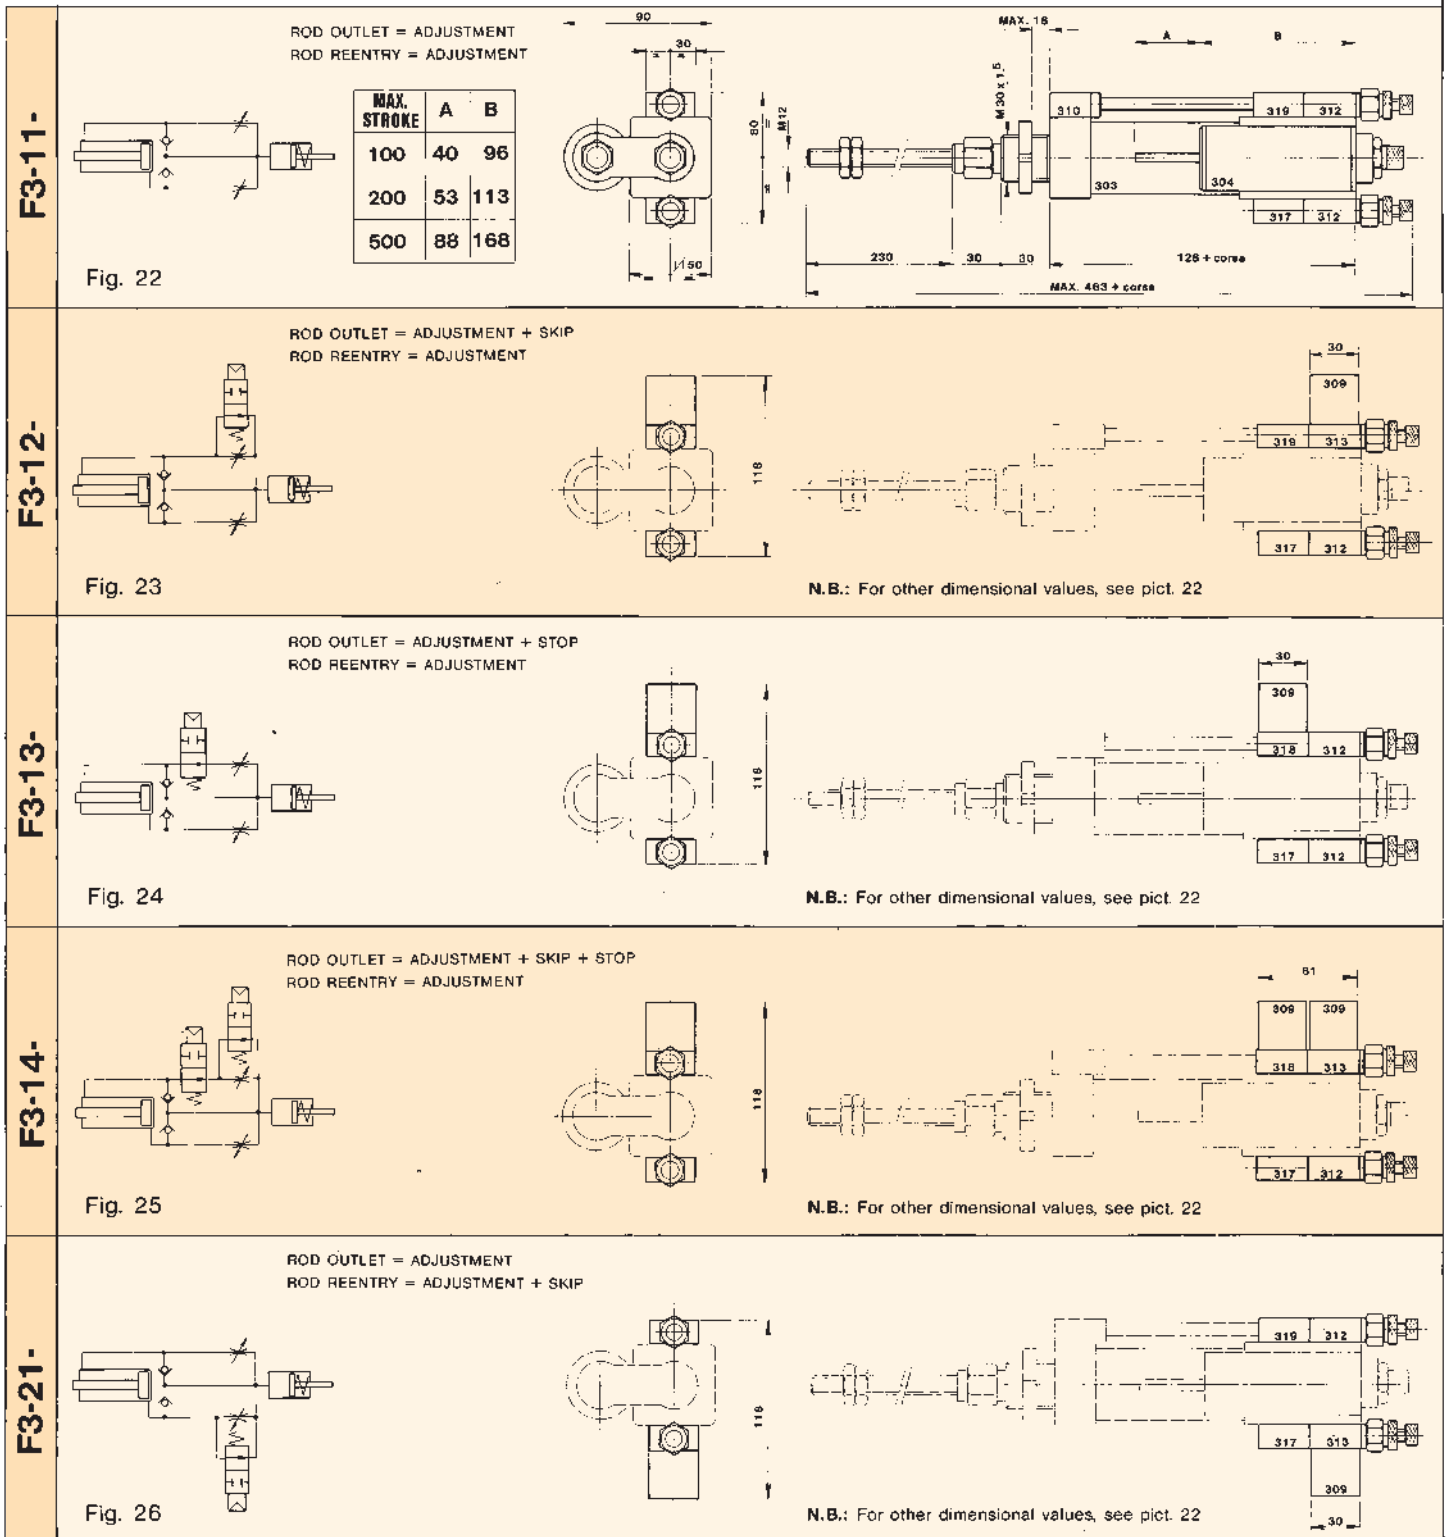 F3-11-
ROD OUTLET = ADJUSTMENT
ROD REENTRY = ADJUSTMENT
MAX. STROKE A B
100 40 96
200 53 113
500 88 168
Fig. 22
90
30
80
M12
MAX. 16
M30 x 1,5
A
B
310
319
312
303
304
317
312
150
230
30
30
126 + corsa
MAX. 463 + corsa
F3-12-
ROD OUTLET = ADJUSTMENT + SKIP
ROD REENTRY = ADJUSTMENT
118
30
309
319
313
317
312
Fig. 23
N.B.: For other dimensional values, see pict. 22
F3-13-
ROD OUTLET = ADJUSTMENT + STOP
ROD REENTRY = ADJUSTMENT
118
30
309
318
312
317
312
Fig. 24
N.B.: For other dimensional values, see pict. 22
F3-14-
ROD OUTLET = ADJUSTMENT + SKIP + STOP
ROD REENTRY = ADJUSTMENT
118
61
309
309
318
313
317
312
Fig. 25
N.B.: For other dimensional values, see pict. 22
F3-21-
ROD OUTLET = ADJUSTMENT
ROD REENTRY = ADJUSTMENT + SKIP
118
319
312
317
313
309
30
Fig. 26
N.B.: For other dimensional values, see pict. 22